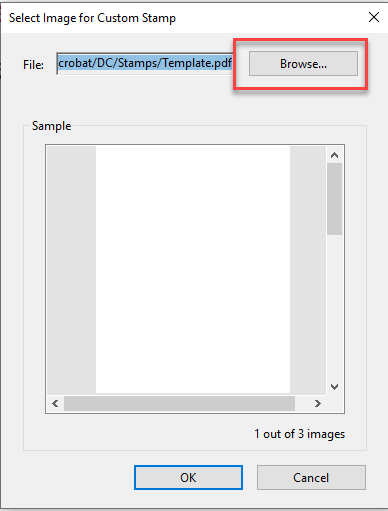 Select Image for Custom Stamp
File: crobat/DC/Stamps/Template.pdf Browse...
Sample
1 out of 3 images
OK Cancel